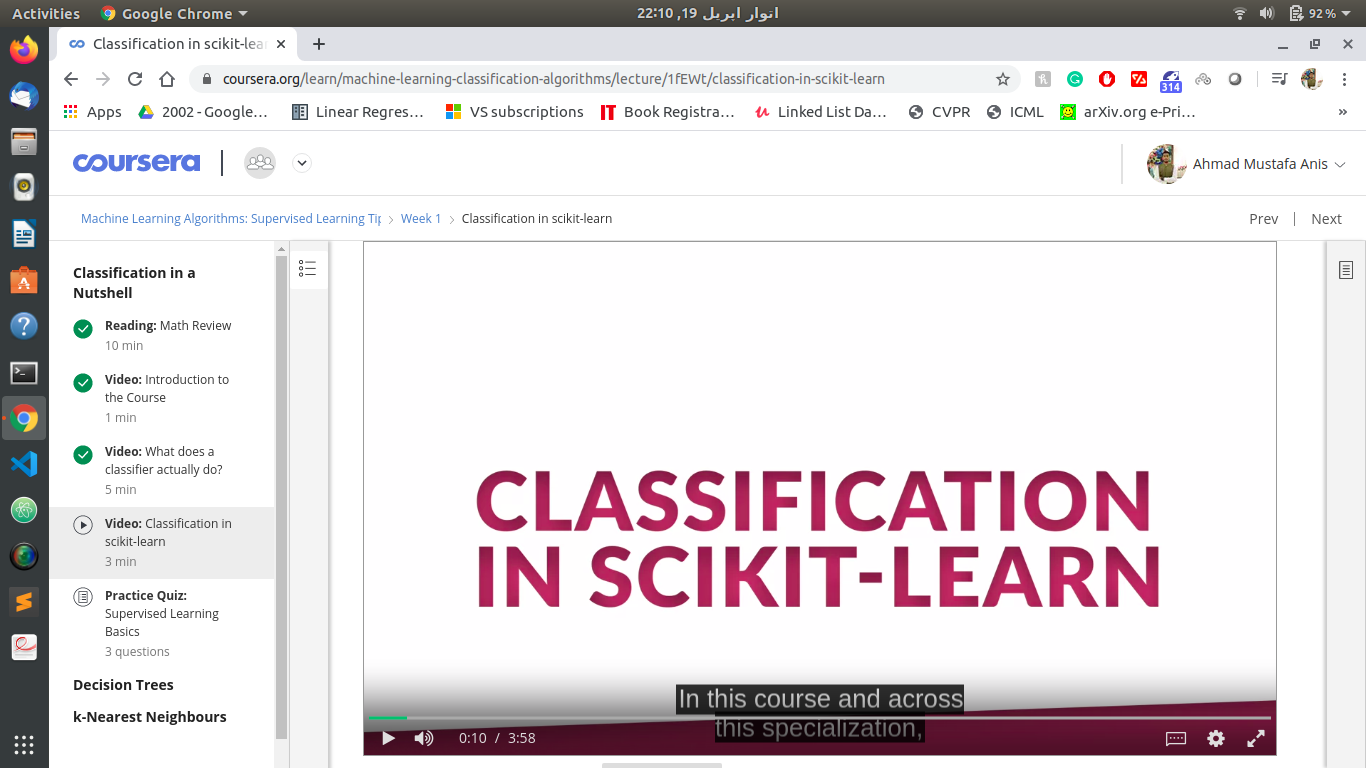 Activities
Google Chrome
اتوار اپریل 19, 22:10
92%
Classification in scikit-lear
coursera.org/learn/machine-learning-classification-algorithms/lecture/1fEWt/classification-in-scikit-learn
314
Apps
2002 - Google…
Linear Regres…
VS subscriptions
Book Registra…
Linked List Da…
CVPR
ICML
arXiv.org e-Pri…
»
coursera
Ahmad Mustafa Anis
Machine Learning Algorithms: Supervised Learning Tip
Week 1
Classification in scikit-learn
Prev
Next
Classification in a
Nutshell
Reading: Math Review
10 min
Video: Introduction to
the Course
1 min
Video: What does a
classifier actually do?
5 min
Video: Classification in
scikit-learn
3 min
Practice Quiz:
Supervised Learning
Basics
3 questions
Decision Trees
k-Nearest Neighbours
CLASSIFICATION
IN SCIKIT-LEARN
In this course and across
this specialization,
0:10 / 3:58